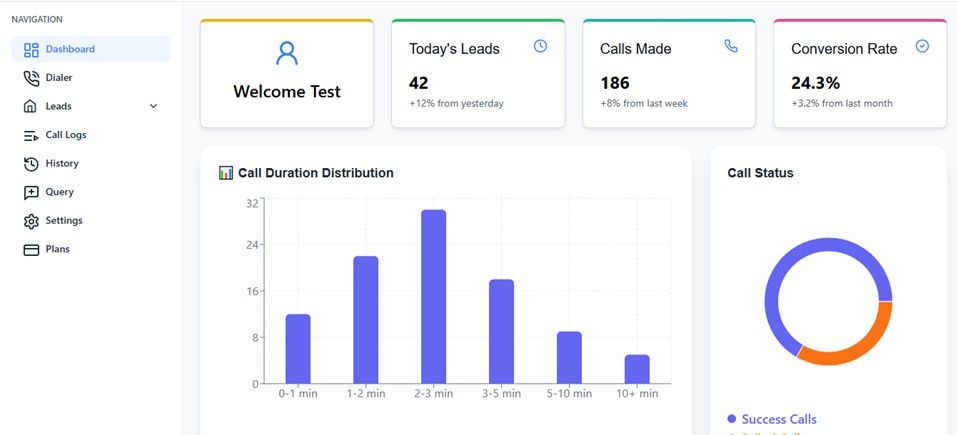 NAVIGATION
Dashboard
Dialer
Leads
Call Logs
History
Query
Settings
Plans
Welcome Test
Today's Leads
42
+12% from yesterday
Calls Made
186
+8% from last week
Conversion Rate
24.3%
+3.2% from last month
📊 Call Duration Distribution
32
24
16
8
0
0-1 min
1-2 min
2-3 min
3-5 min
5-10 min
10+ min
Call Status
Success Calls